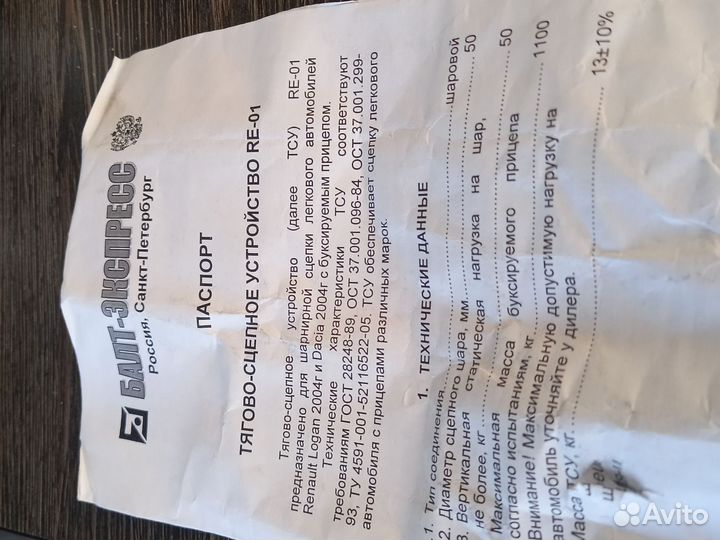 БАЛТ-ЭКСПРЕСС
Россия, Санкт-Петербург
ПАСПОРТ
ТЯГОВО-СЦЕПНОЕ УСТРОЙСТВО RE-01
Тягово-сцепное устройство (далее ТСУ) RE-01
предназначено для шарнирной сцепки легкового автомобилей
Renault Logan 2004г и Dacia 2004г с буксируемым прицепом.
Технические характеристики ТСУ соответствуют
требованиям ГОСТ 28248-89, ОСТ 37.001.096-84, ОСТ 37.001.299-
93, ТУ 4591-001-52116522-05. ТСУ обеспечивает сцепку легкового
автомобиля с прицепами различных марок.
1. ТЕХНИЧЕСКИЕ ДАННЫЕ
1. Тип соединения шаровой
2. Диаметр сцепного шара, мм 50
3. Вертикальная статическая нагрузка на шар,
не более, кг 50
Максимальная масса буксируемого прицепа
согласно испытаниям, кг 1100
Внимание! Максимальную допустимую нагрузку на
автомобиль уточняйте у дилера.
Масса ТСУ, кг 13±10%
Avito